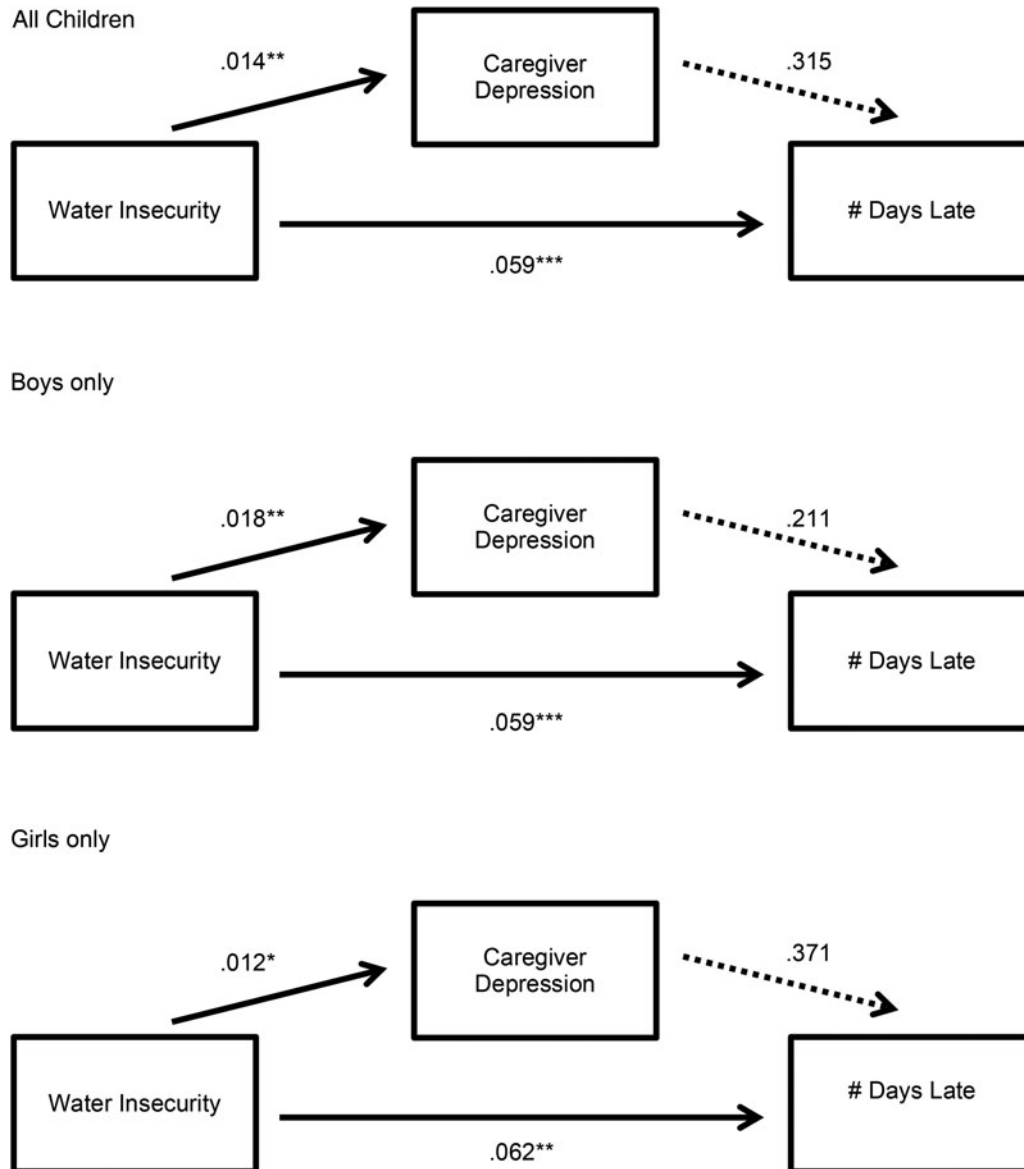 All Children
.014**
Caregiver
Depression
.315
Water Insecurity
# Days Late
.059***
Boys only
.018**
Caregiver
Depression
.211
Water Insecurity
# Days Late
.059***
Girls only
.012*
Caregiver
Depression
.371
Water Insecurity
# Days Late
.062**